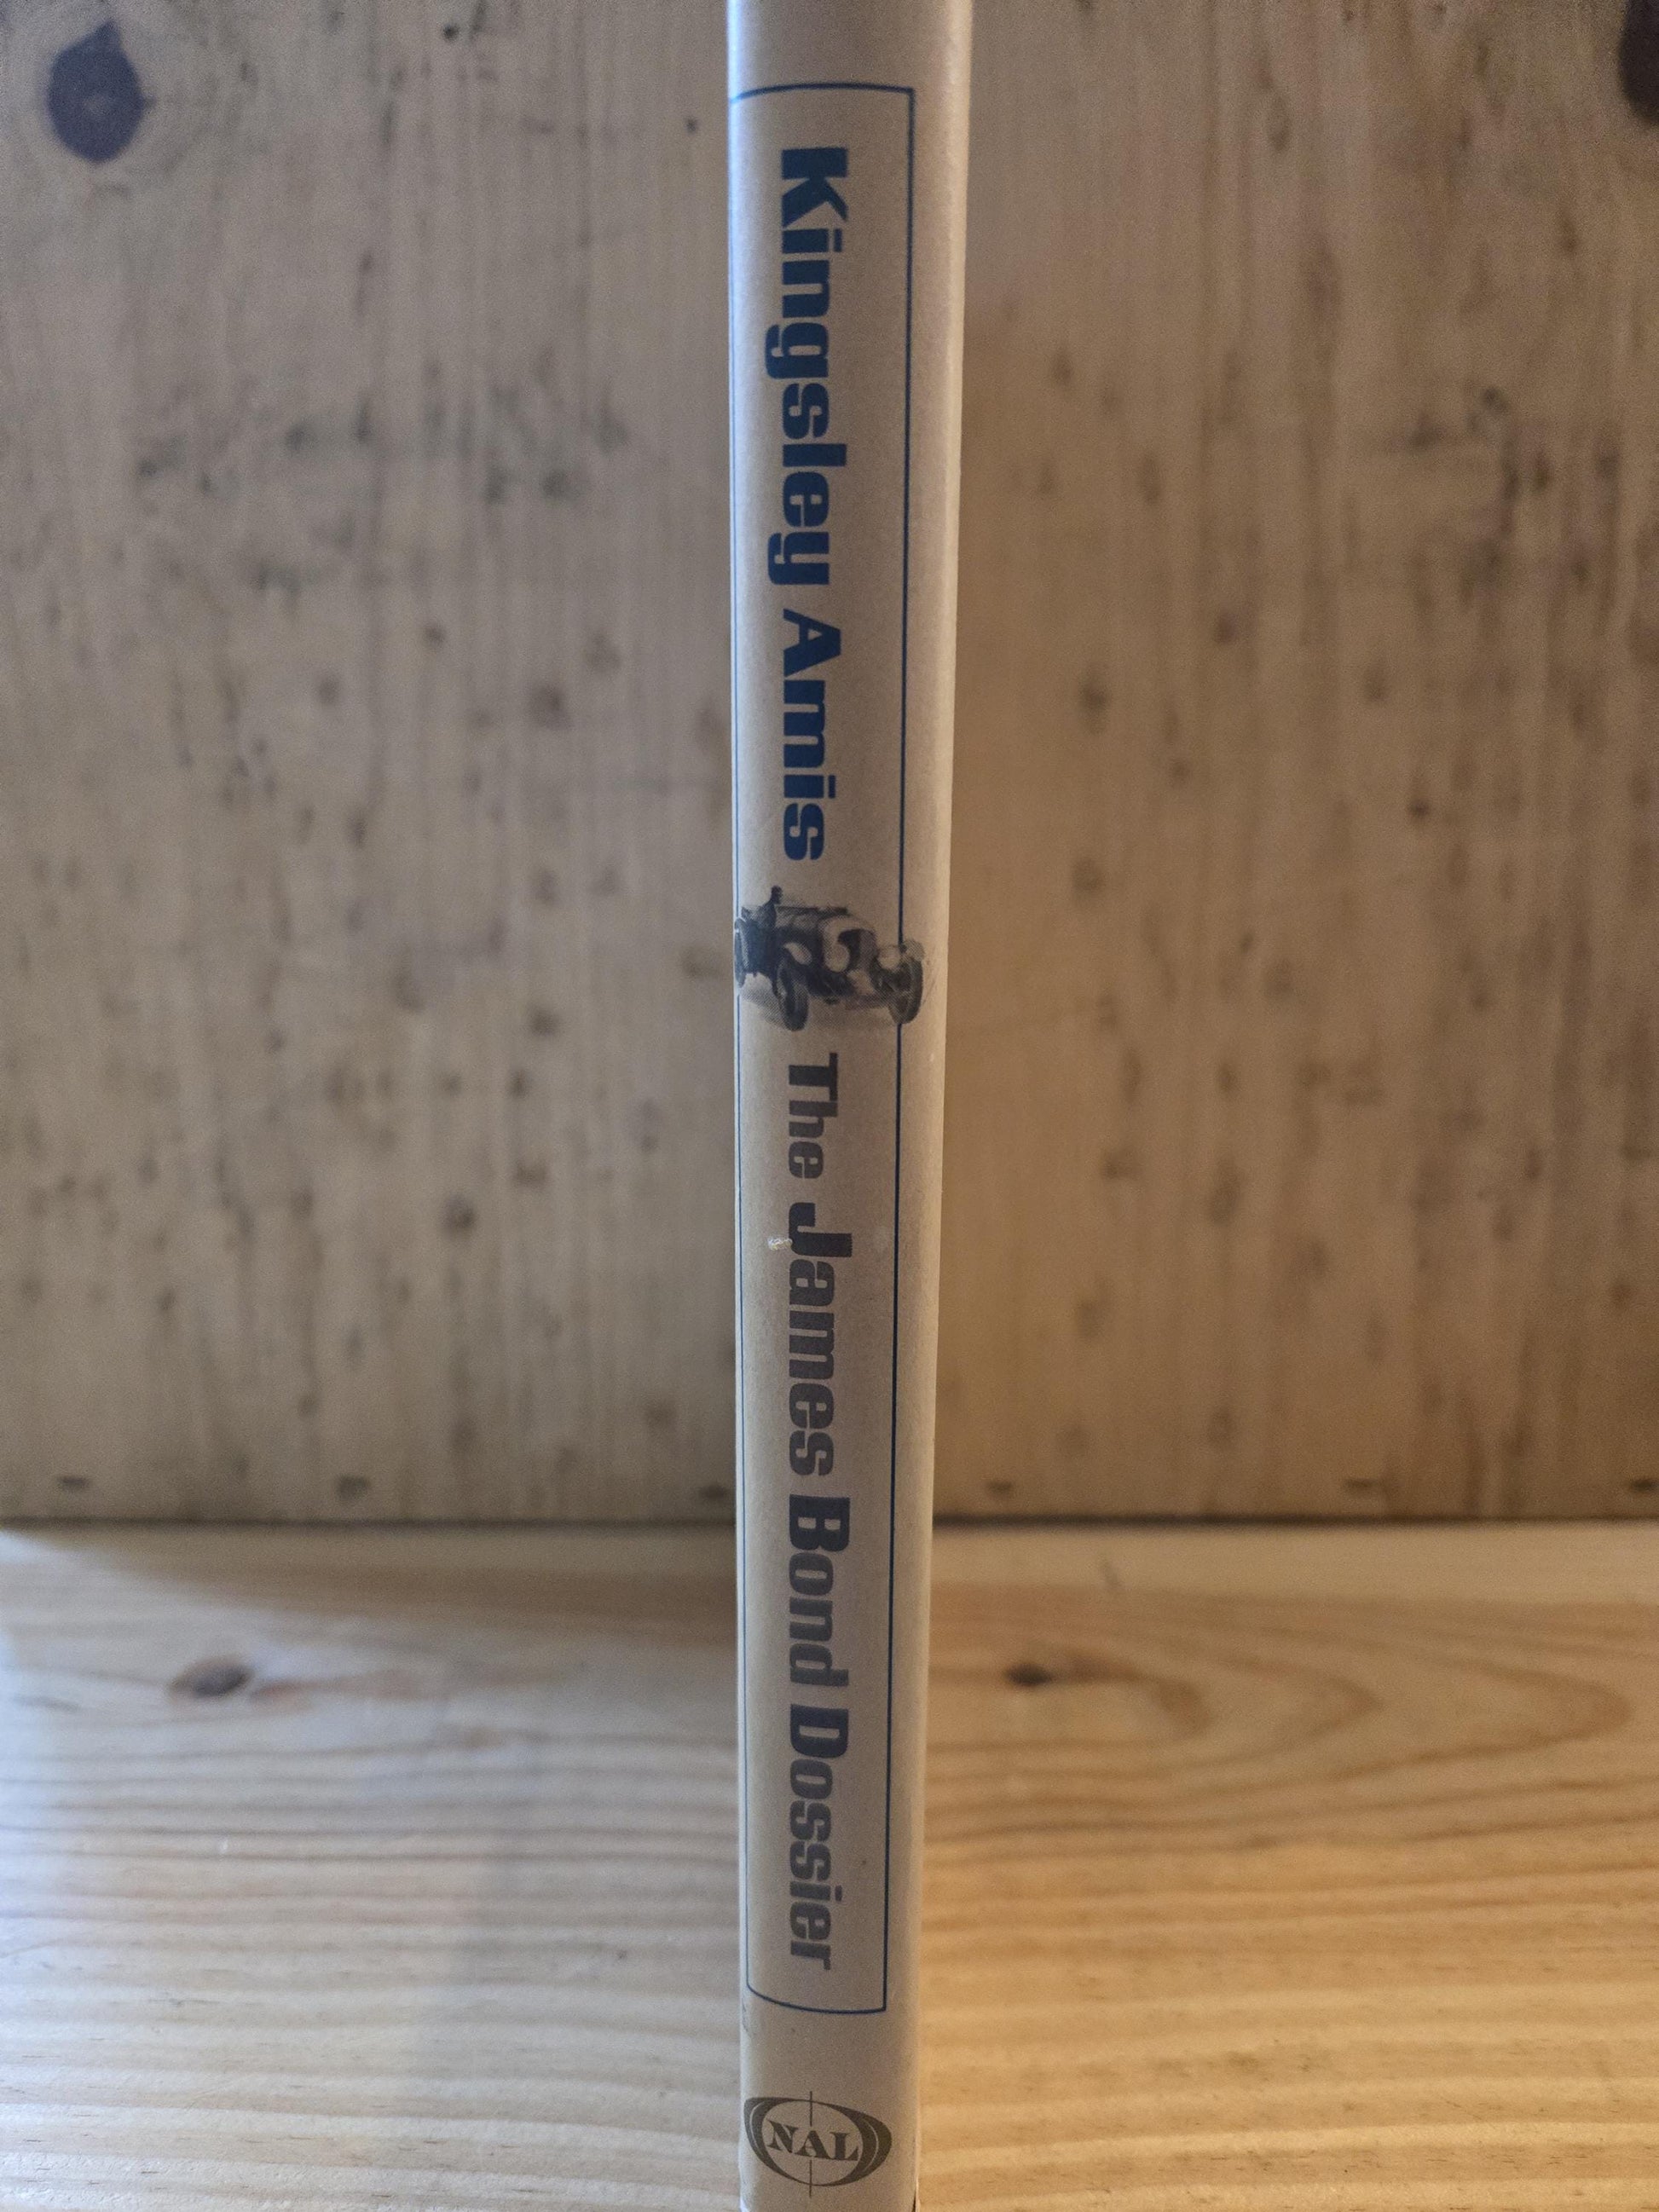 Kingsley Amis
The James Bond Dossier
NAL